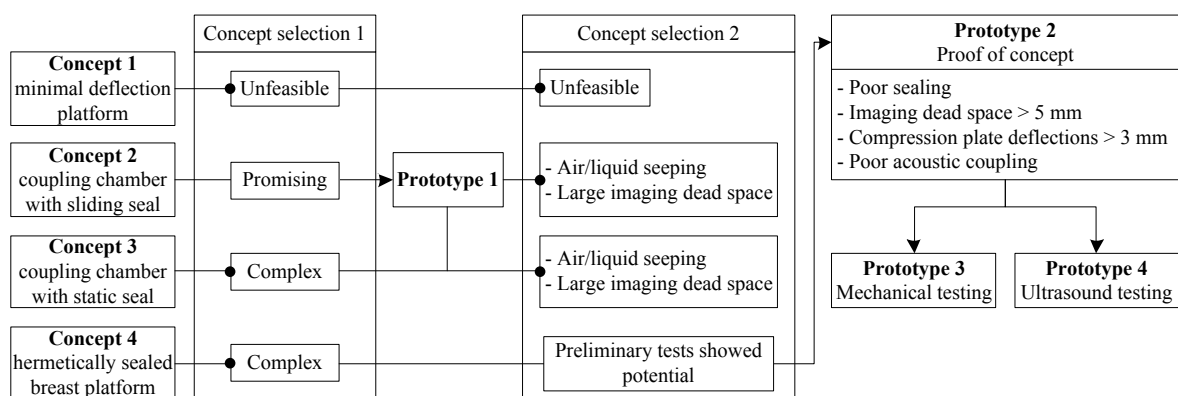 Concept selection 1
Concept selection 2
Concept 1
minimal deflection
platform
Unfeasible
Unfeasible
Concept 2
coupling chamber
with sliding seal
Promising
Prototype 1
- Air/liquid seeping
- Large imaging dead space
Concept 3
coupling chamber
with static seal
Complex
- Air/liquid seeping
- Large imaging dead space
Concept 4
hermetically sealed
breast platform
Complex
Preliminary tests showed
potential
Prototype 2
Proof of concept
- Poor sealing
- Imaging dead space > 5 mm
- Compression plate deflections > 3 mm
- Poor acoustic coupling
Prototype 3
Mechanical testing
Prototype 4
Ultrasound testing